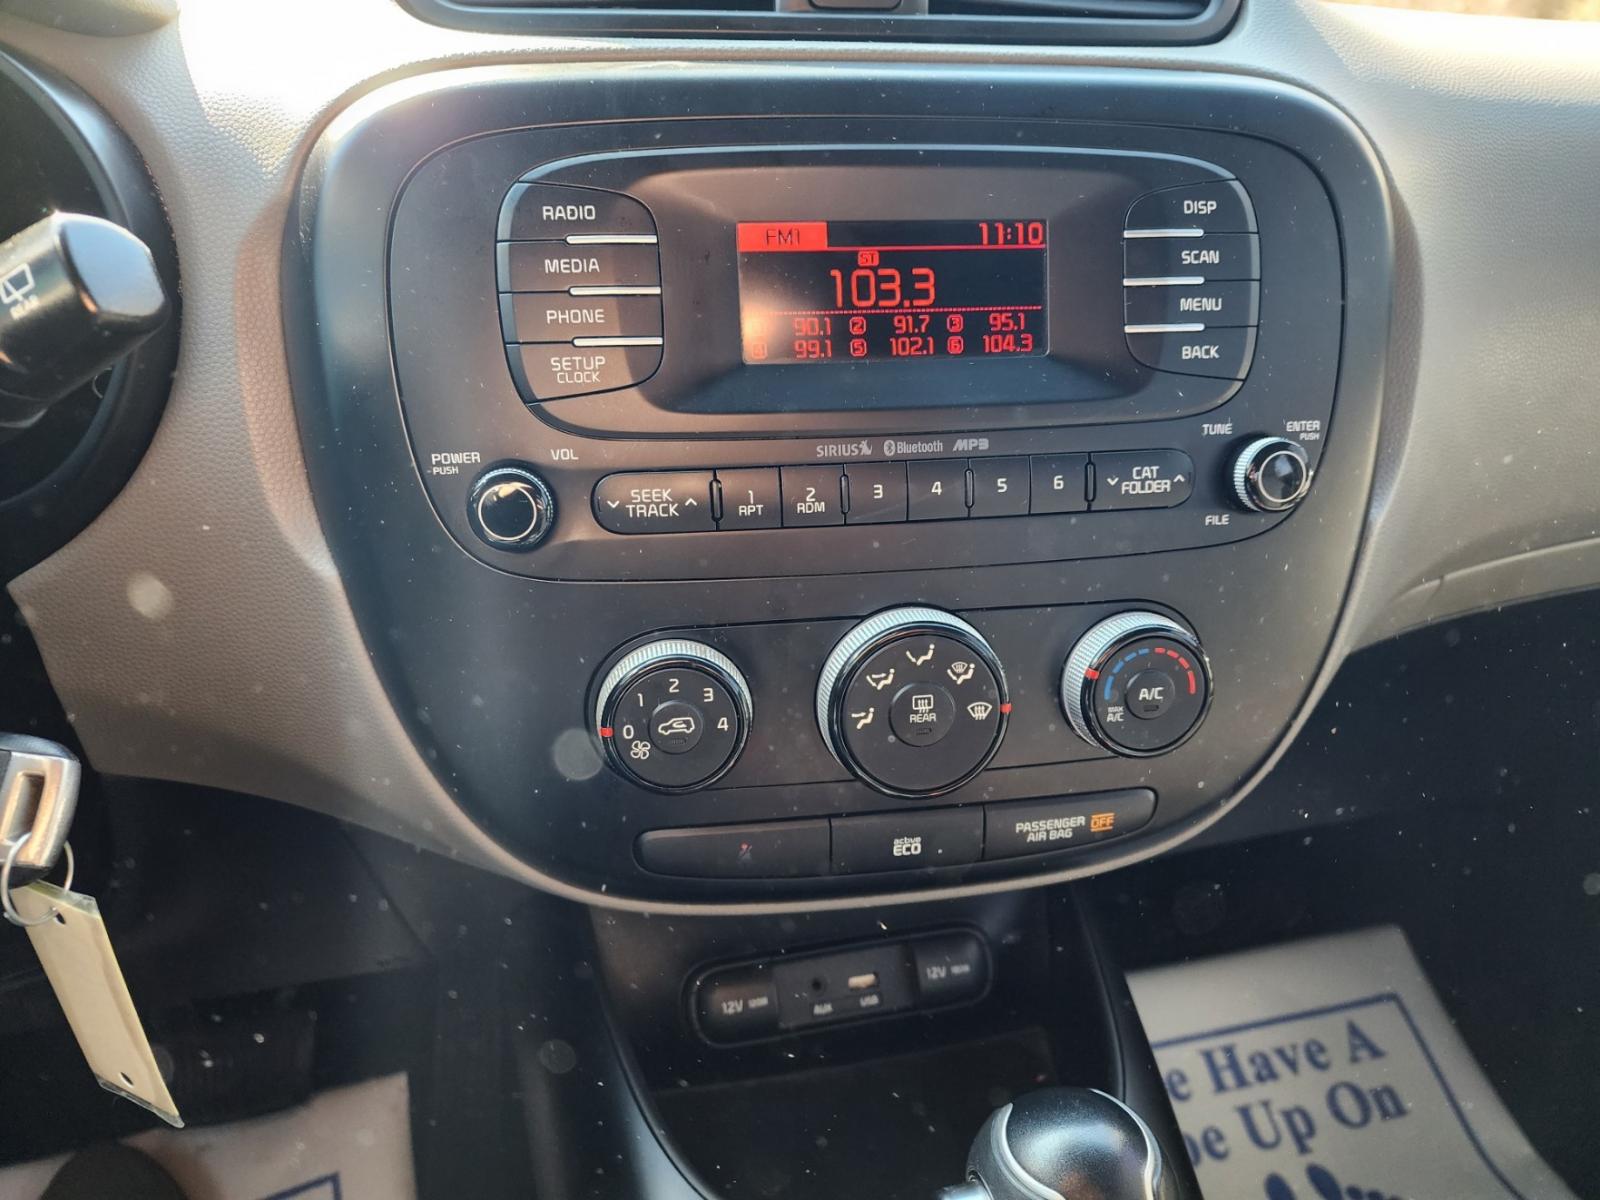 RADIO
MEDIA
PHONE
SETUP
CLOCK
FM1 11:10
ST
103.3
90.1 2 91.7 3 95.1
99.1 5 102.1 6 104.3
DISP
SCAN
MENU
BACK
SIRIUS Bluetooth MP3
POWER
PUSH
VOL
SEEK
TRACK
1
RPT
2
RDM
3
4
5
6
CAT
FOLDER
TUNE
FILE
ENTER
PUSH
REAR
0 1 2 3 4
REAR
MAX
A/C
A/C
active
ECO
PASSENGER
AIR BAG
OFF
12V
AUX
USB
12V
Have A
Up On